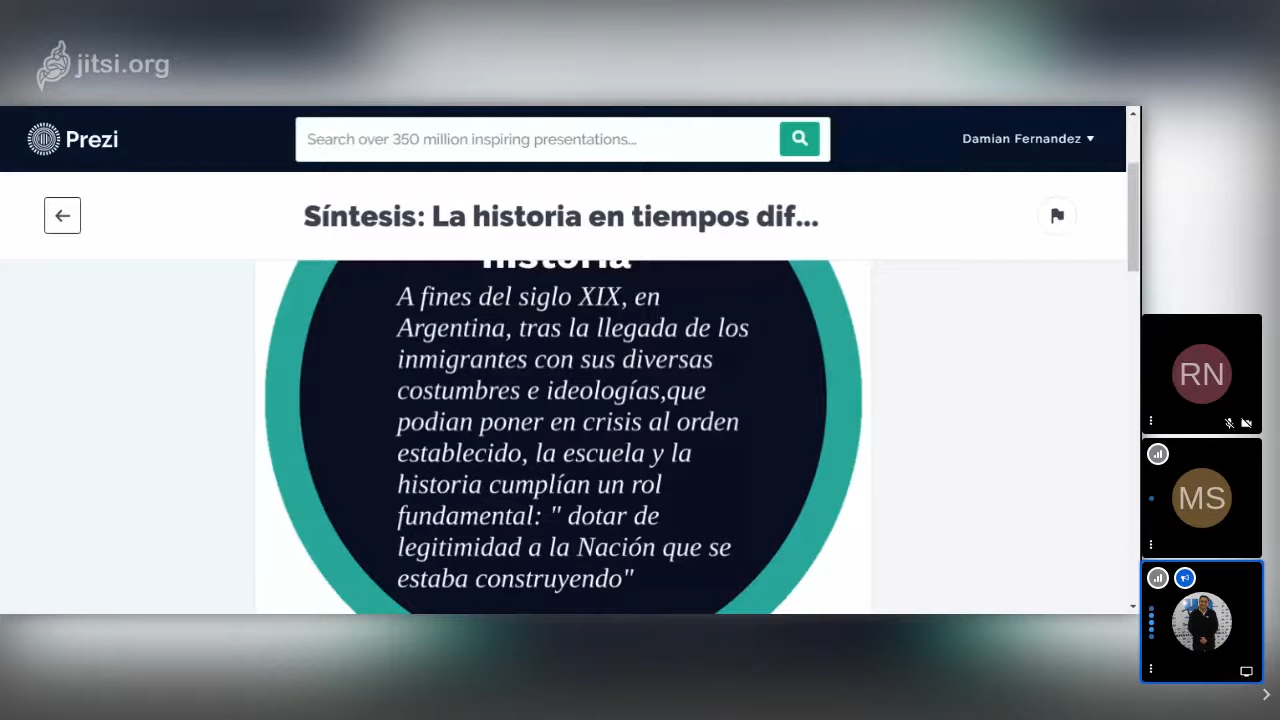 jitsi.org
Prezi
Search over 350 million inspiring presentations...
Damian Fernandez
Síntesis: La historia en tiempos dif...
historia
A fines del siglo XIX, en
Argentina, tras la llegada de los
inmigrantes con sus diversas
costumbres e ideologías,que
podian poner en crisis al orden
establecido, la escuela y la
historia cumplían un rol
fundamental: " dotar de
legitimidad a la Nación que se
estaba construyendo"
RN
MS